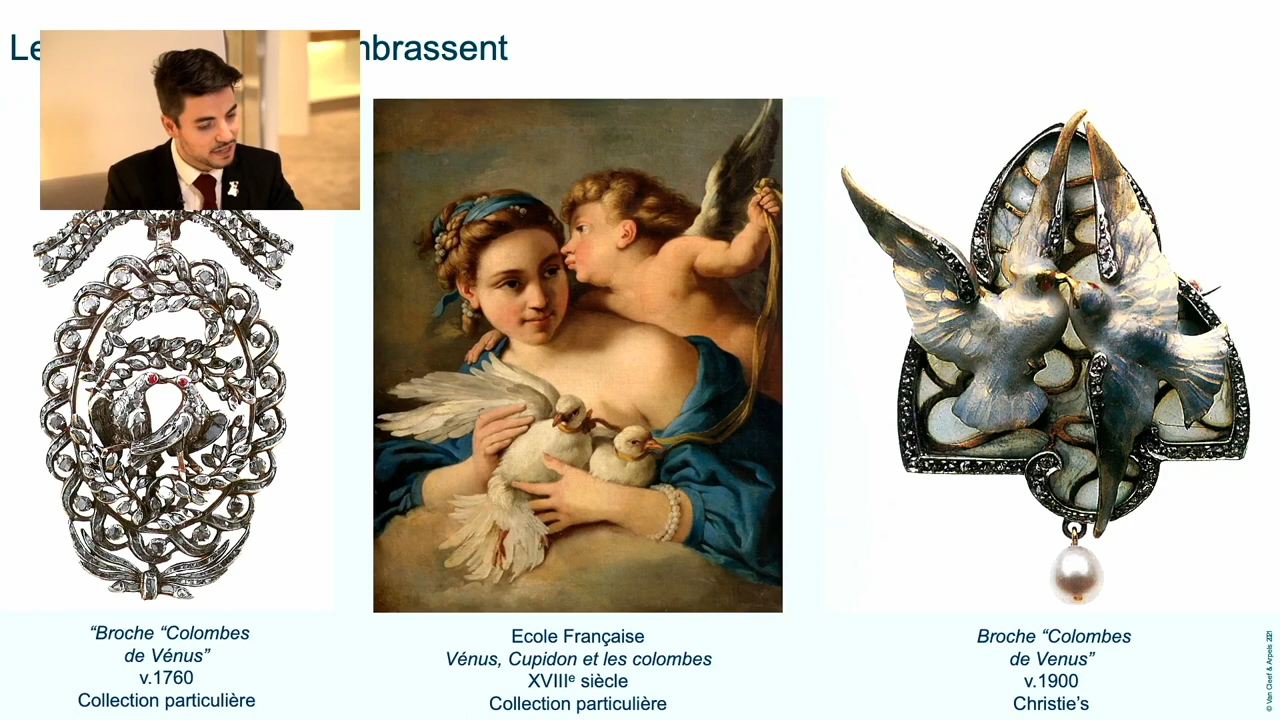 Le mbrassent
“Broche “Colombes
de Vénus”
v.1760
Collection particulière
Ecole Française
Vénus, Cupidon et les colombes
XVIIIe siècle
Collection particulière
Broche “Colombes
de Venus”
v.1900
Christie’s
© Van Cleef & Arpels 2021